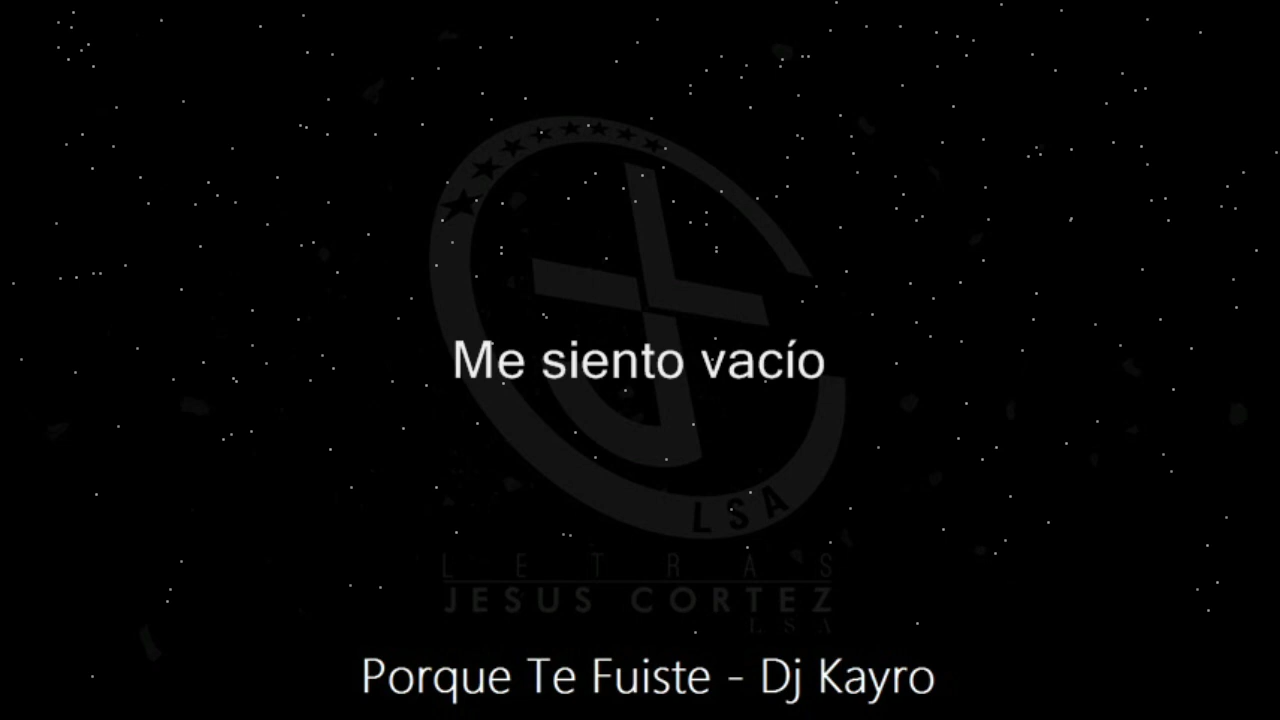 Me siento vacío
LSA
LETRAS
JESUS CORTEZ
LSA
Porque Te Fuiste - Dj Kayro